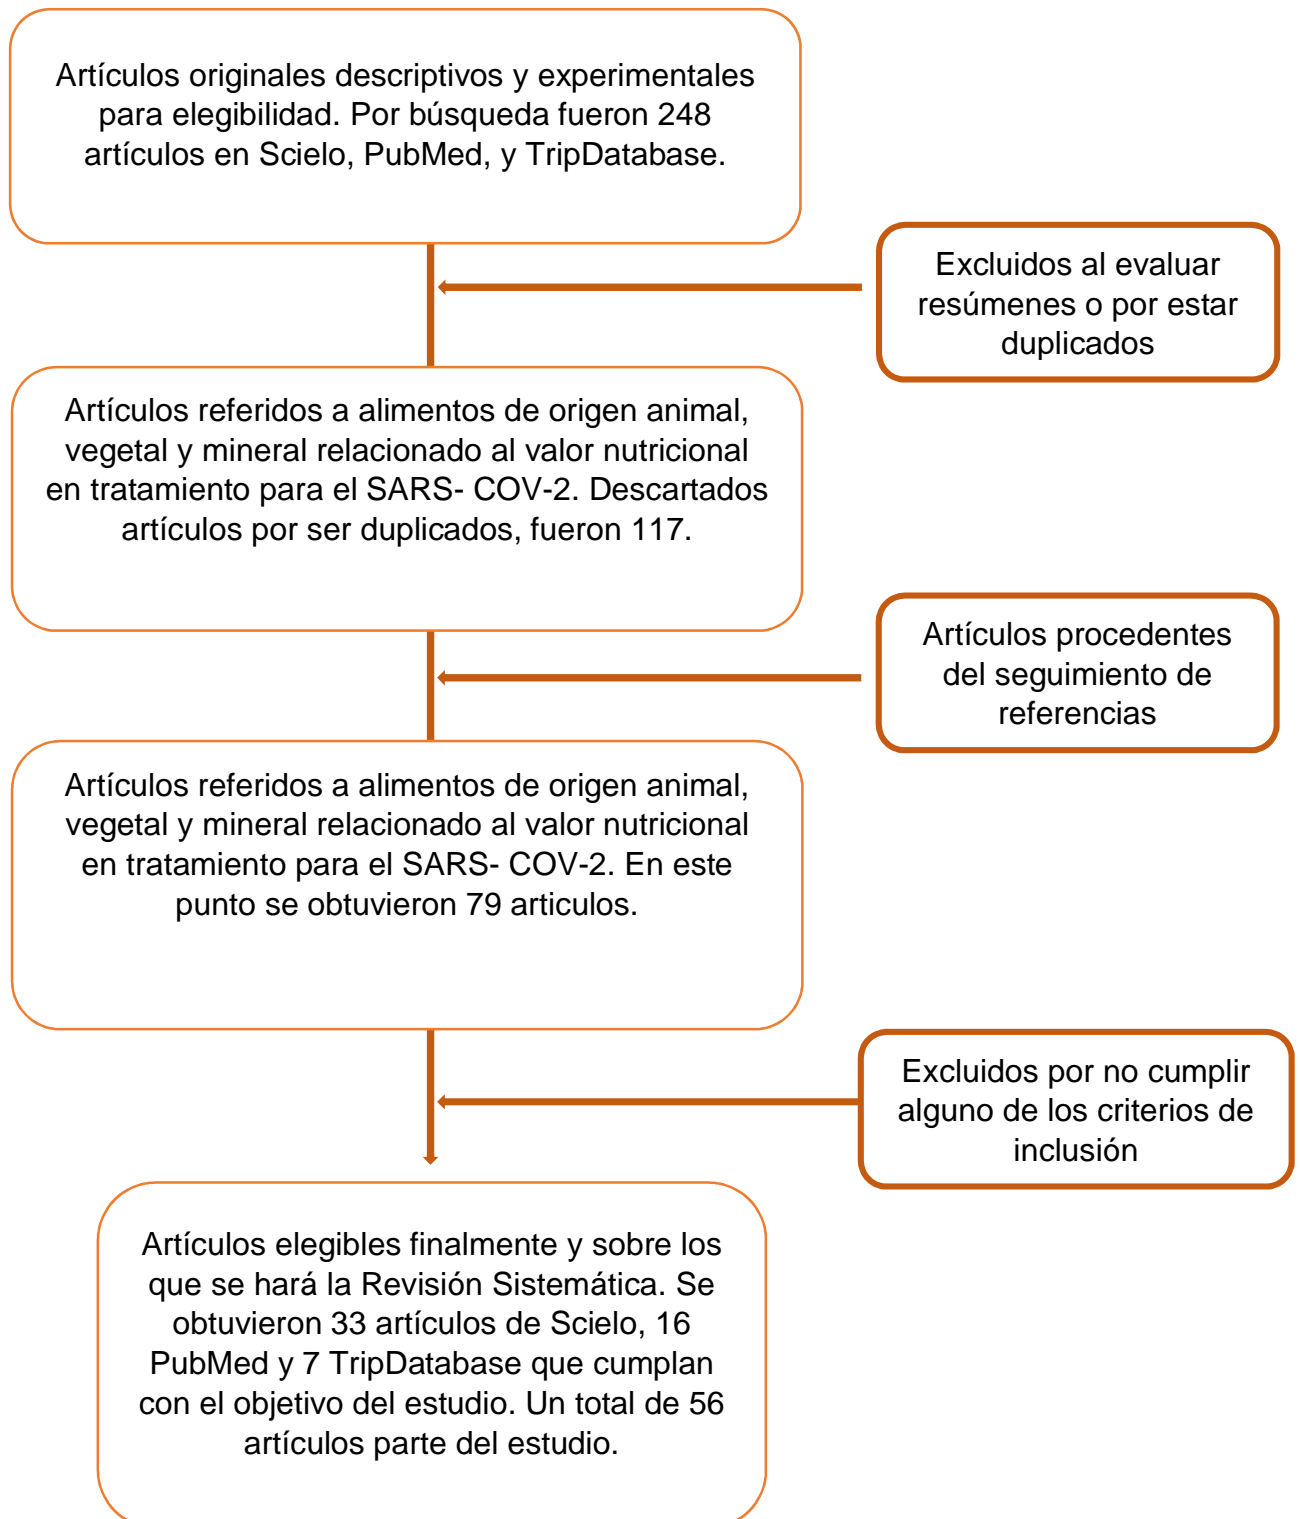 Artículos originales descriptivos y experimentales
para elegibilidad. Por búsqueda fueron 248
artículos en Scielo, PubMed, y TripDatabase.
Excluidos al evaluar
resúmenes o por estar
duplicados
Artículos referidos a alimentos de origen animal,
vegetal y mineral relacionado al valor nutricional
en tratamiento para el SARS- COV-2. Descartados
artículos por ser duplicados, fueron 117.
Artículos procedentes
del seguimiento de
referencias
Artículos referidos a alimentos de origen animal,
vegetal y mineral relacionado al valor nutricional
en tratamiento para el SARS- COV-2. En este
punto se obtuvieron 79 articulos.
Excluidos por no cumplir
alguno de los criterios de
inclusión
Artículos elegibles finalmente y sobre los
que se hará la Revisión Sistemática. Se
obtuvieron 33 artículos de Scielo, 16
PubMed y 7 TripDatabase que cumplan
con el objetivo del estudio. Un total de 56
artículos parte del estudio.